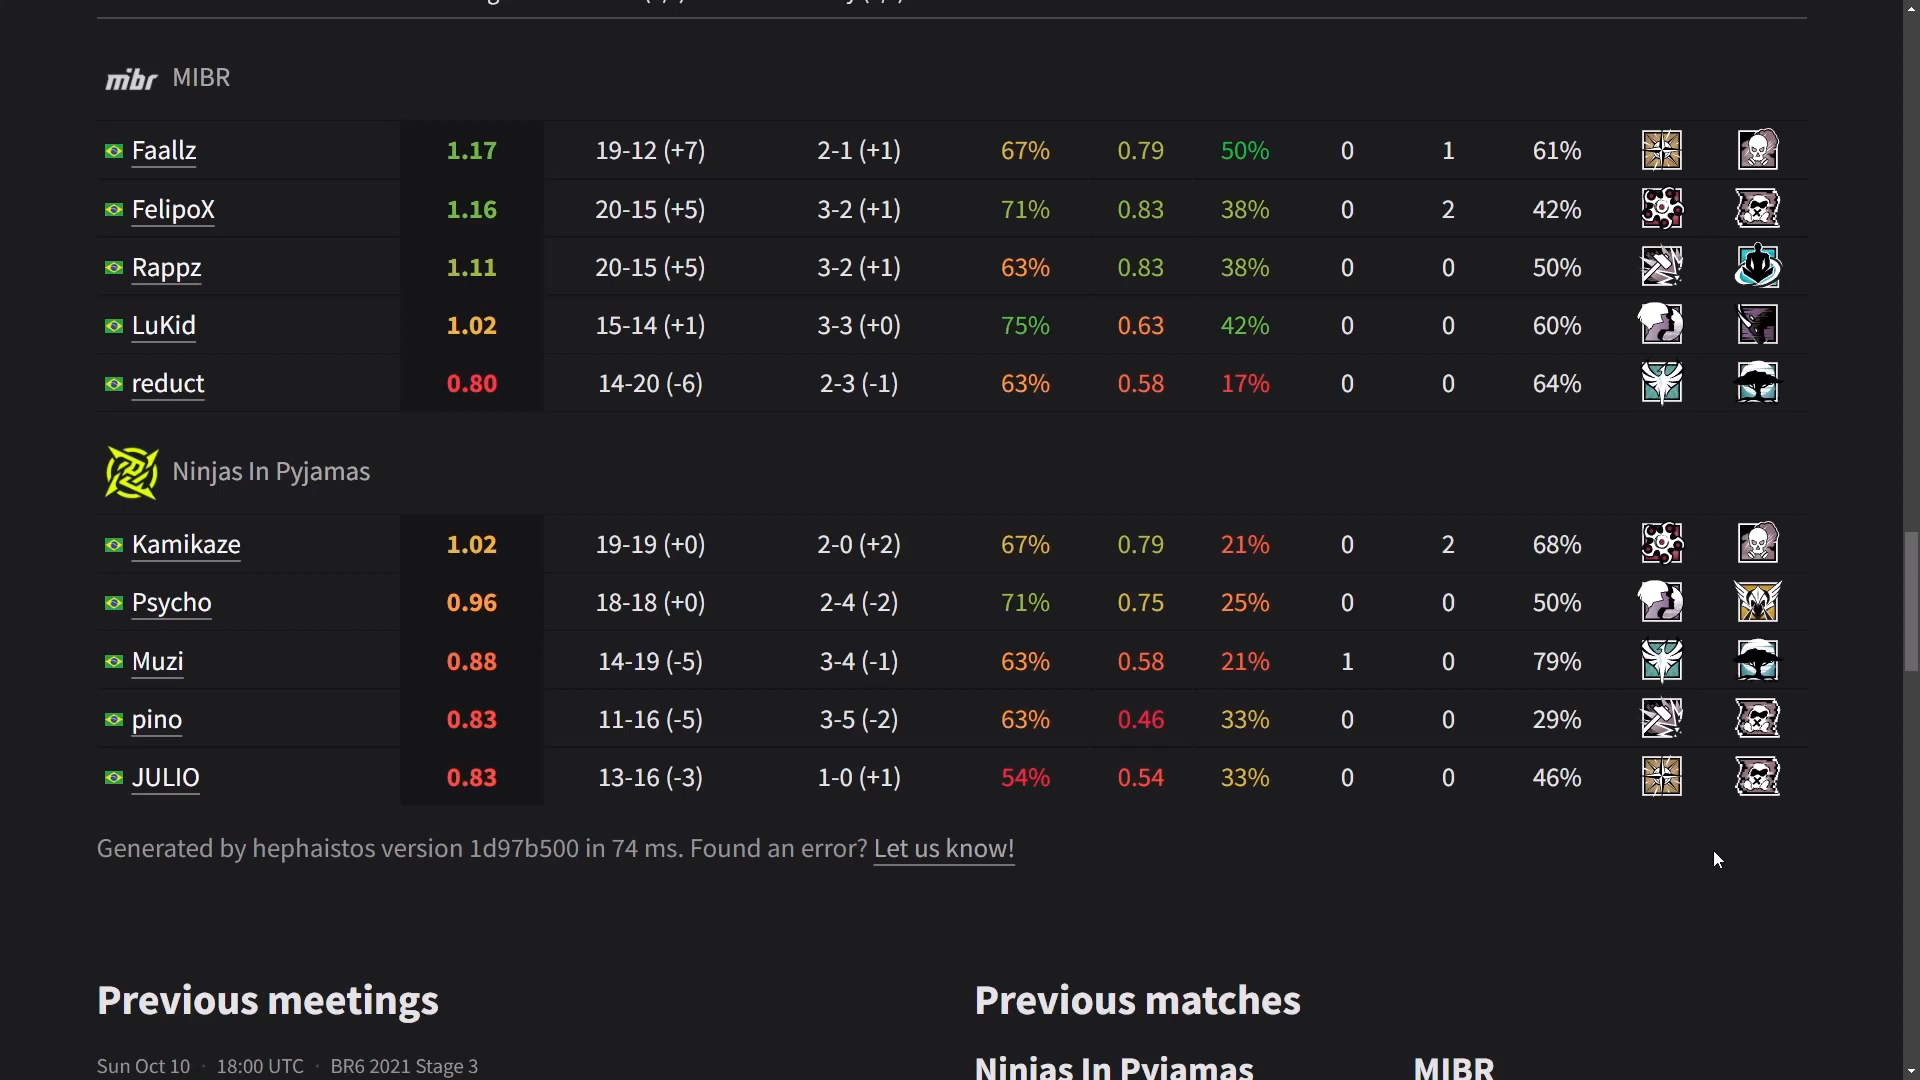 mibr MIBR
Faallz 1.17 19-12 (+7) 2-1 (+1) 67% 0.79 50% 0 1 61%
FelipoX 1.16 20-15 (+5) 3-2 (+1) 71% 0.83 38% 0 2 42%
Rappz 1.11 20-15 (+5) 3-2 (+1) 63% 0.83 38% 0 0 50%
LuKid 1.02 15-14 (+1) 3-3 (+0) 75% 0.63 42% 0 0 60%
reduct 0.80 14-20 (-6) 2-3 (-1) 63% 0.58 17% 0 0 64%
Ninjas In Pyjamas
Kamikaze 1.02 19-19 (+0) 2-0 (+2) 67% 0.79 21% 0 2 68%
Psycho 0.96 18-18 (+0) 2-4 (-2) 71% 0.75 25% 0 0 50%
Muzi 0.88 14-19 (-5) 3-4 (-1) 63% 0.58 21% 1 0 79%
pino 0.83 11-16 (-5) 3-5 (-2) 63% 0.46 33% 0 0 29%
JULIO 0.83 13-16 (-3) 1-0 (+1) 54% 0.54 33% 0 0 46%
Generated by hephaistos version 1d97b500 in 74 ms. Found an error? Let us know!
Previous meetings
Previous matches
Sun Oct 10 · 18:00 UTC · BR6 2021 Stage 3
Ninjas In Pyjamas MIBR